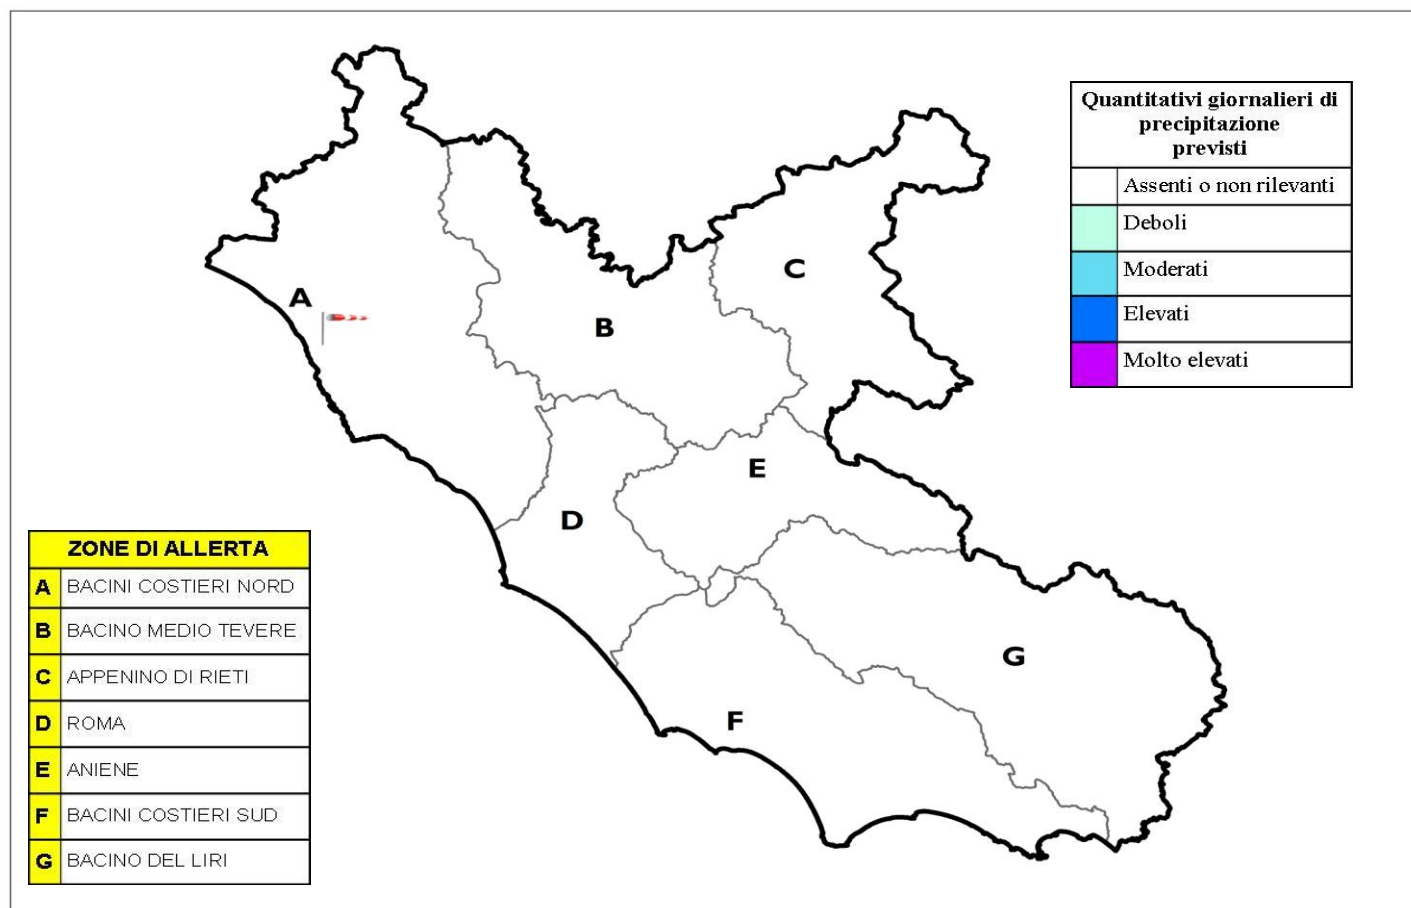 Quantitativi giornalieri di
precipitazione
previsti
Assenti o non rilevanti
Deboli
Moderati
Elevati
Molto elevati
A
B
C
D
E
F
G
ZONE DI ALLERTA
A BACINI COSTIERI NORD
B BACINO MEDIO TEVERE
C APPENINO DI RIETI
D ROMA
E ANIENE
F BACINI COSTIERI SUD
G BACINO DEL LIRI